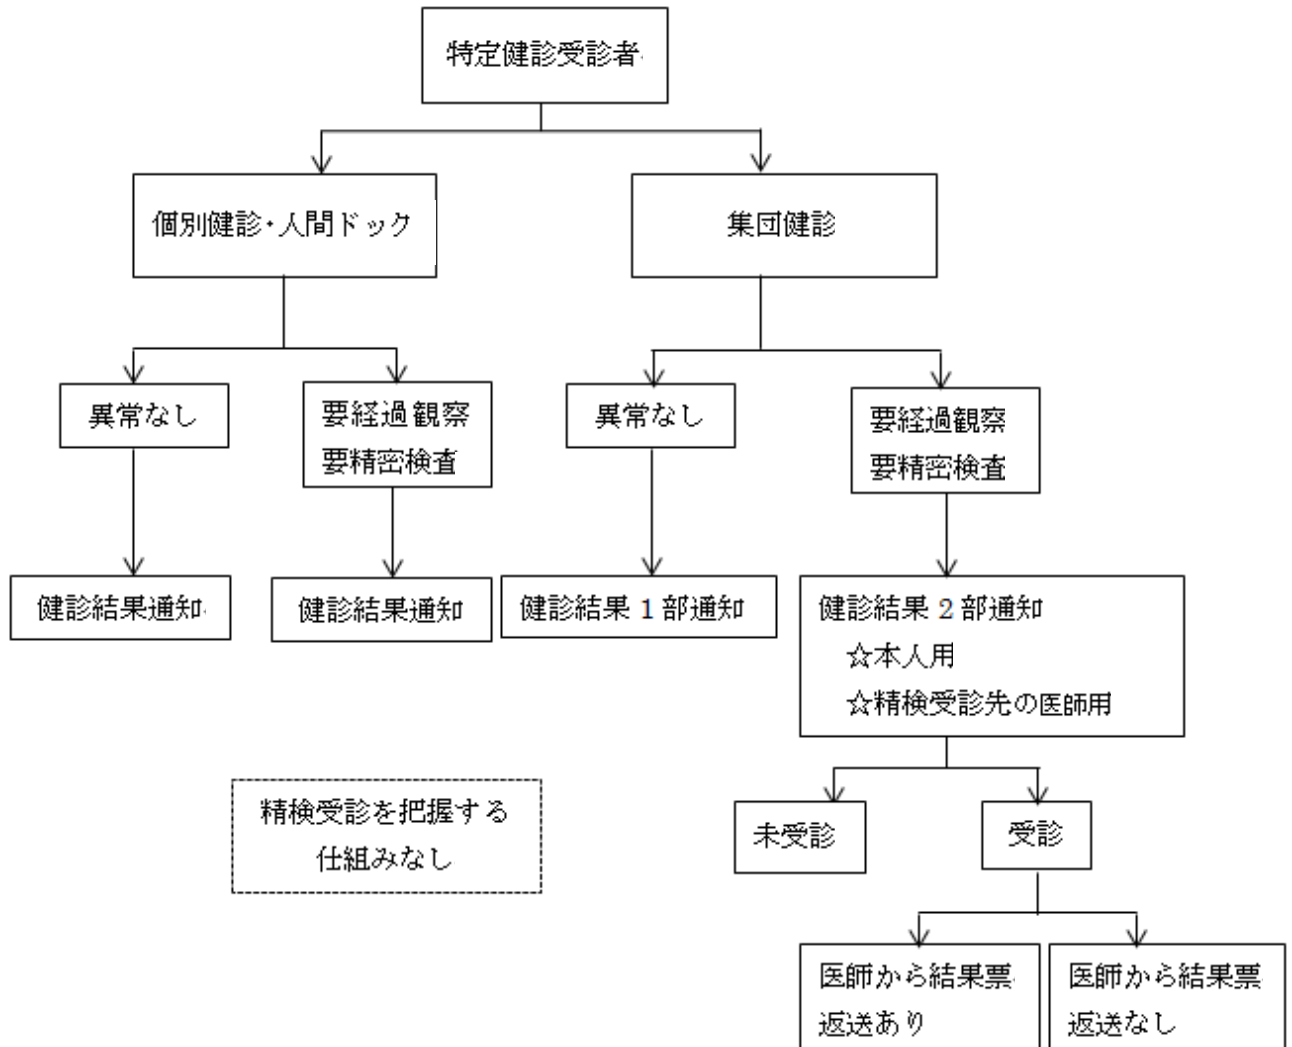 特定健診受診者
個別健診・人間ドック
集団健診
異常なし
要経過観察
要精密検査
異常なし
要経過観察
要精密検査
健診結果通知
健診結果通知
健診結果1部通知
健診結果2部通知
☆本人用
☆精検受診先の医師用
精検受診を把握する
仕組みなし
未受診
受診
医師から結果票
返送あり
医師から結果票
返送なし